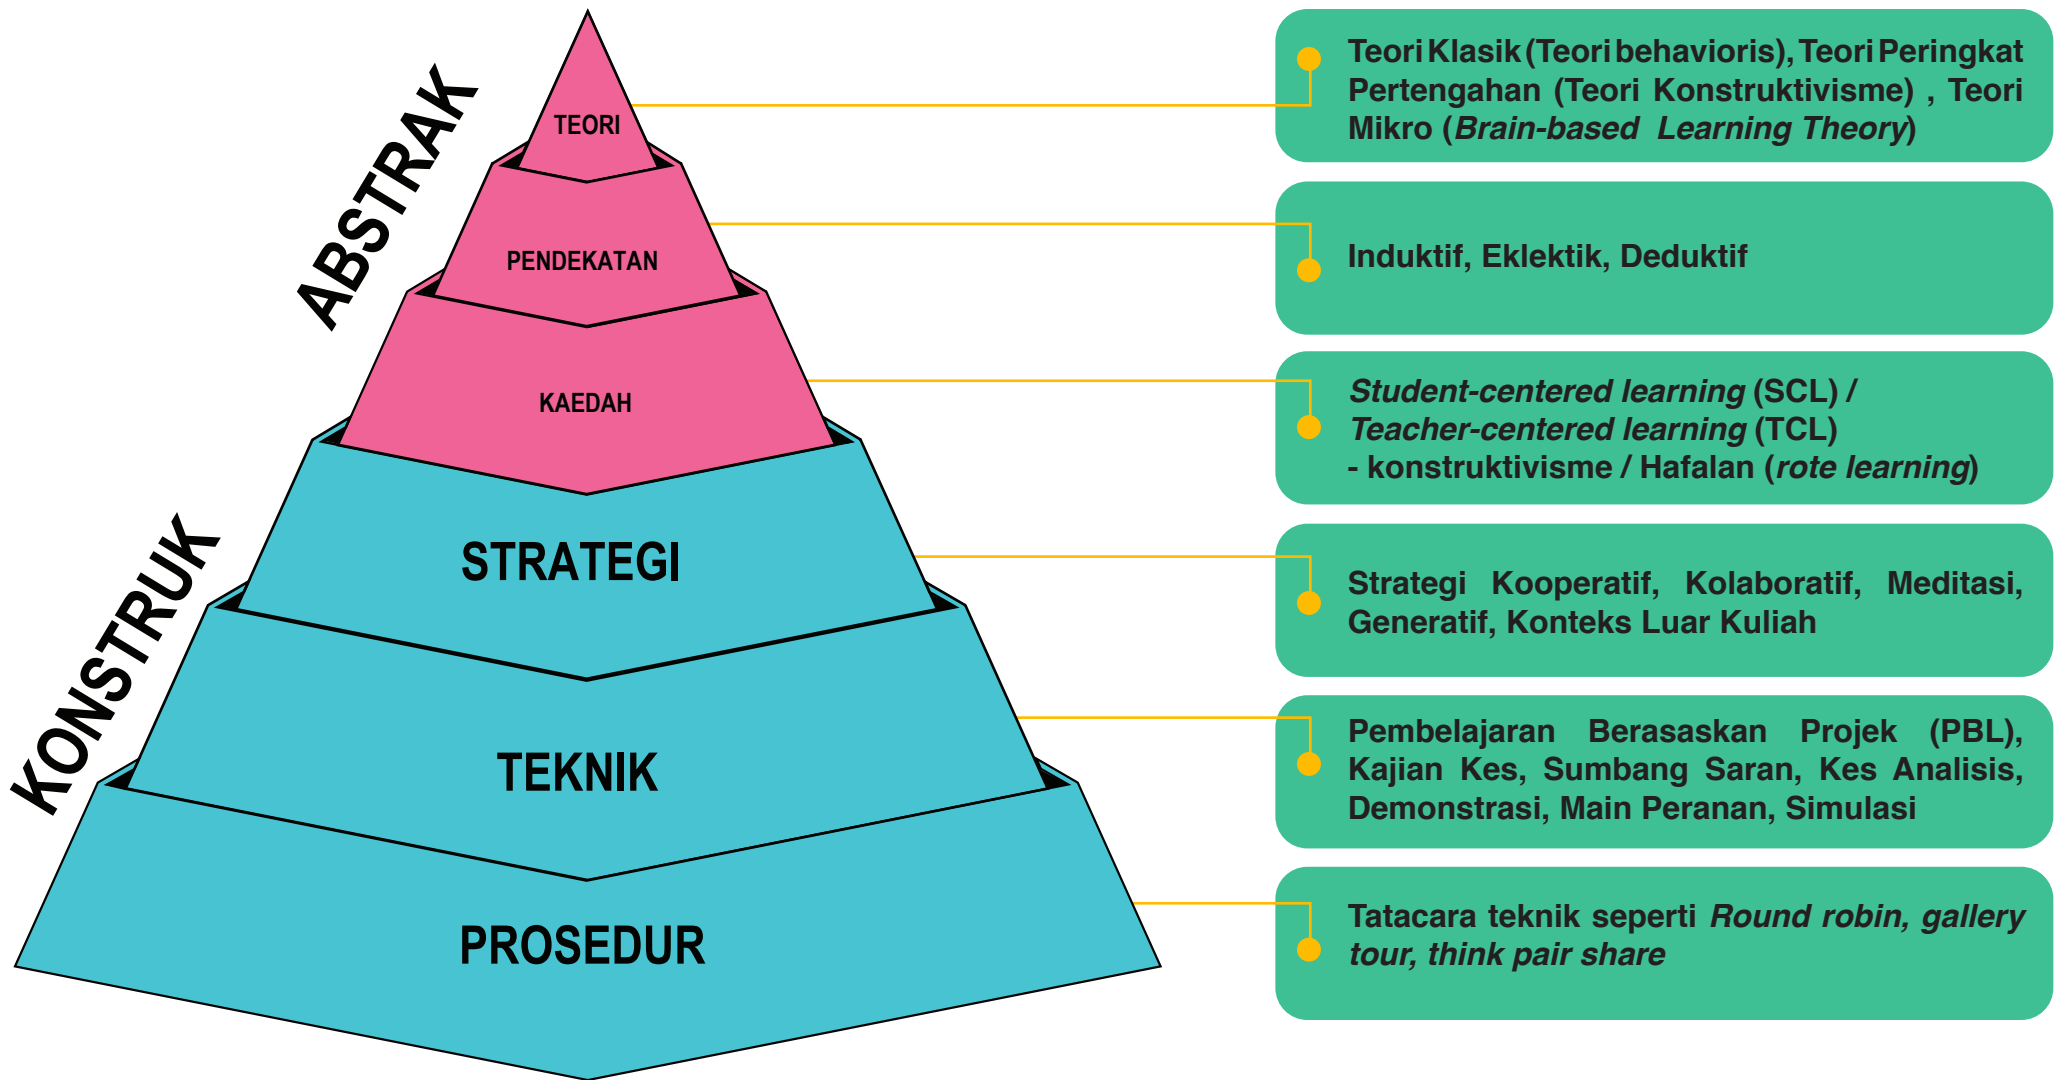 ABSTRAK
KONSTRUK
TEORI
PENDEKATAN
KAEDAH
STRATEGI
TEKNIK
PROSEDUR
Teori Klasik (Teori behavioris), Teori Peringkat
Pertengahan (Teori Konstruktivisme) , Teori
Mikro (Brain-based Learning Theory)
Induktif, Eklektik, Deduktif
Student-centered learning (SCL) /
Teacher-centered learning (TCL)
- konstruktivisme / Hafalan (rote learning)
Strategi Kooperatif, Kolaboratif, Meditasi,
Generatif, Konteks Luar Kuliah
Pembelajaran Berasaskan Projek (PBL),
Kajian Kes, Sumbang Saran, Kes Analisis,
Demonstrasi, Main Peranan, Simulasi
Tatacara teknik seperti Round robin, gallery
tour, think pair share